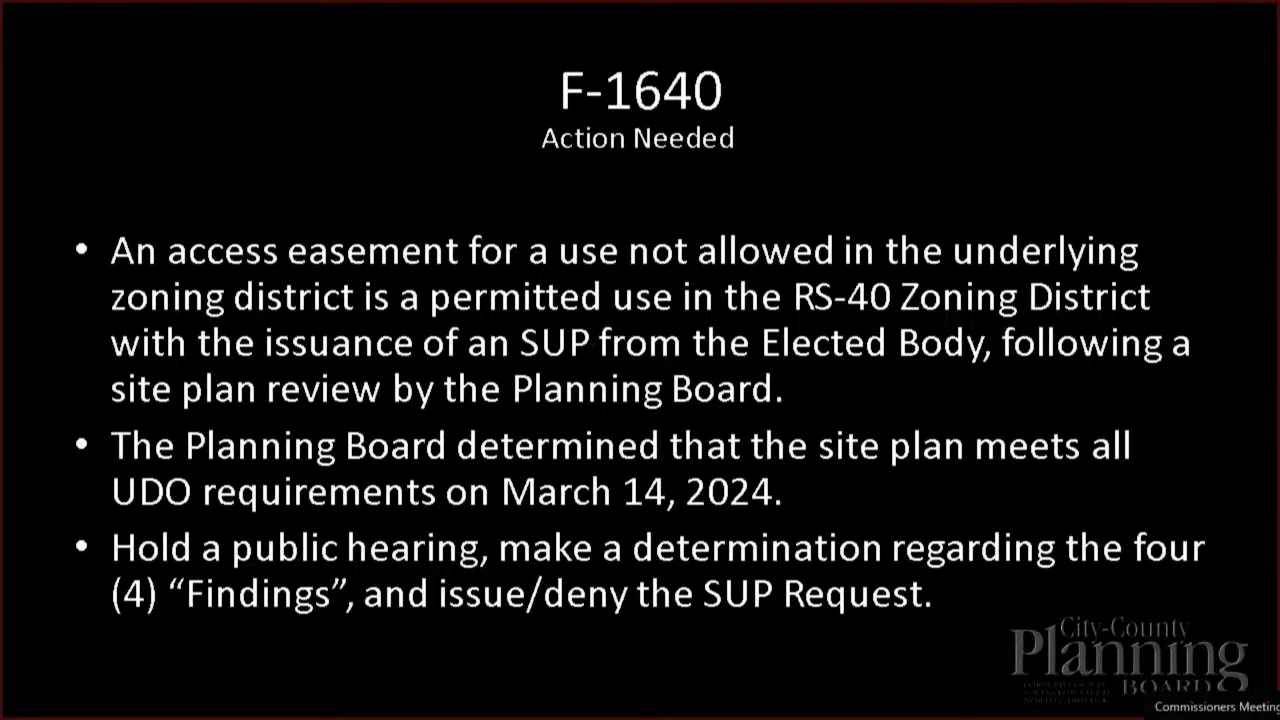 F-1640
Action Needed
• An access easement for a use not allowed in the underlying
zoning district is a permitted use in the RS-40 Zoning District
with the issuance of an SUP from the Elected Body, following a
site plan review by the Planning Board.
• The Planning Board determined that the site plan meets all
UDO requirements on March 14, 2024.
• Hold a public hearing, make a determination regarding the four
(4) “Findings”, and issue/deny the SUP Request.
City-County
Planning
BOARD
Commissioners Meeting